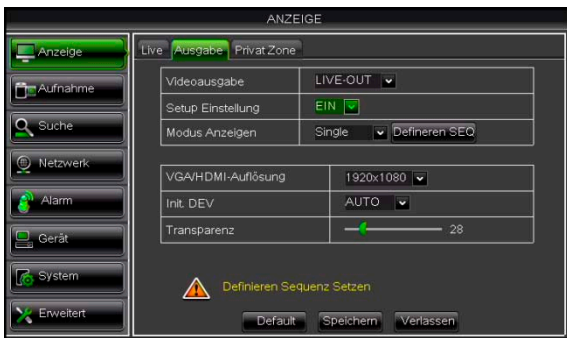 ANZEIGE
Anzeige
Aufnahme
Suche
Netzwerk
Alarm
Gerät
System
Erweitert
Live Ausgabe Privat Zone
Videoausgabe LIVE-OUT
Setup Einstellung EIN
Modus Anzeigen Single Defineren SEQ
VGA/HDMI-Auflösung 1920x1080
Init. DEV AUTO
Transparenz 28
Definieren Sequenz Setzen
Default Speichern Verlassen